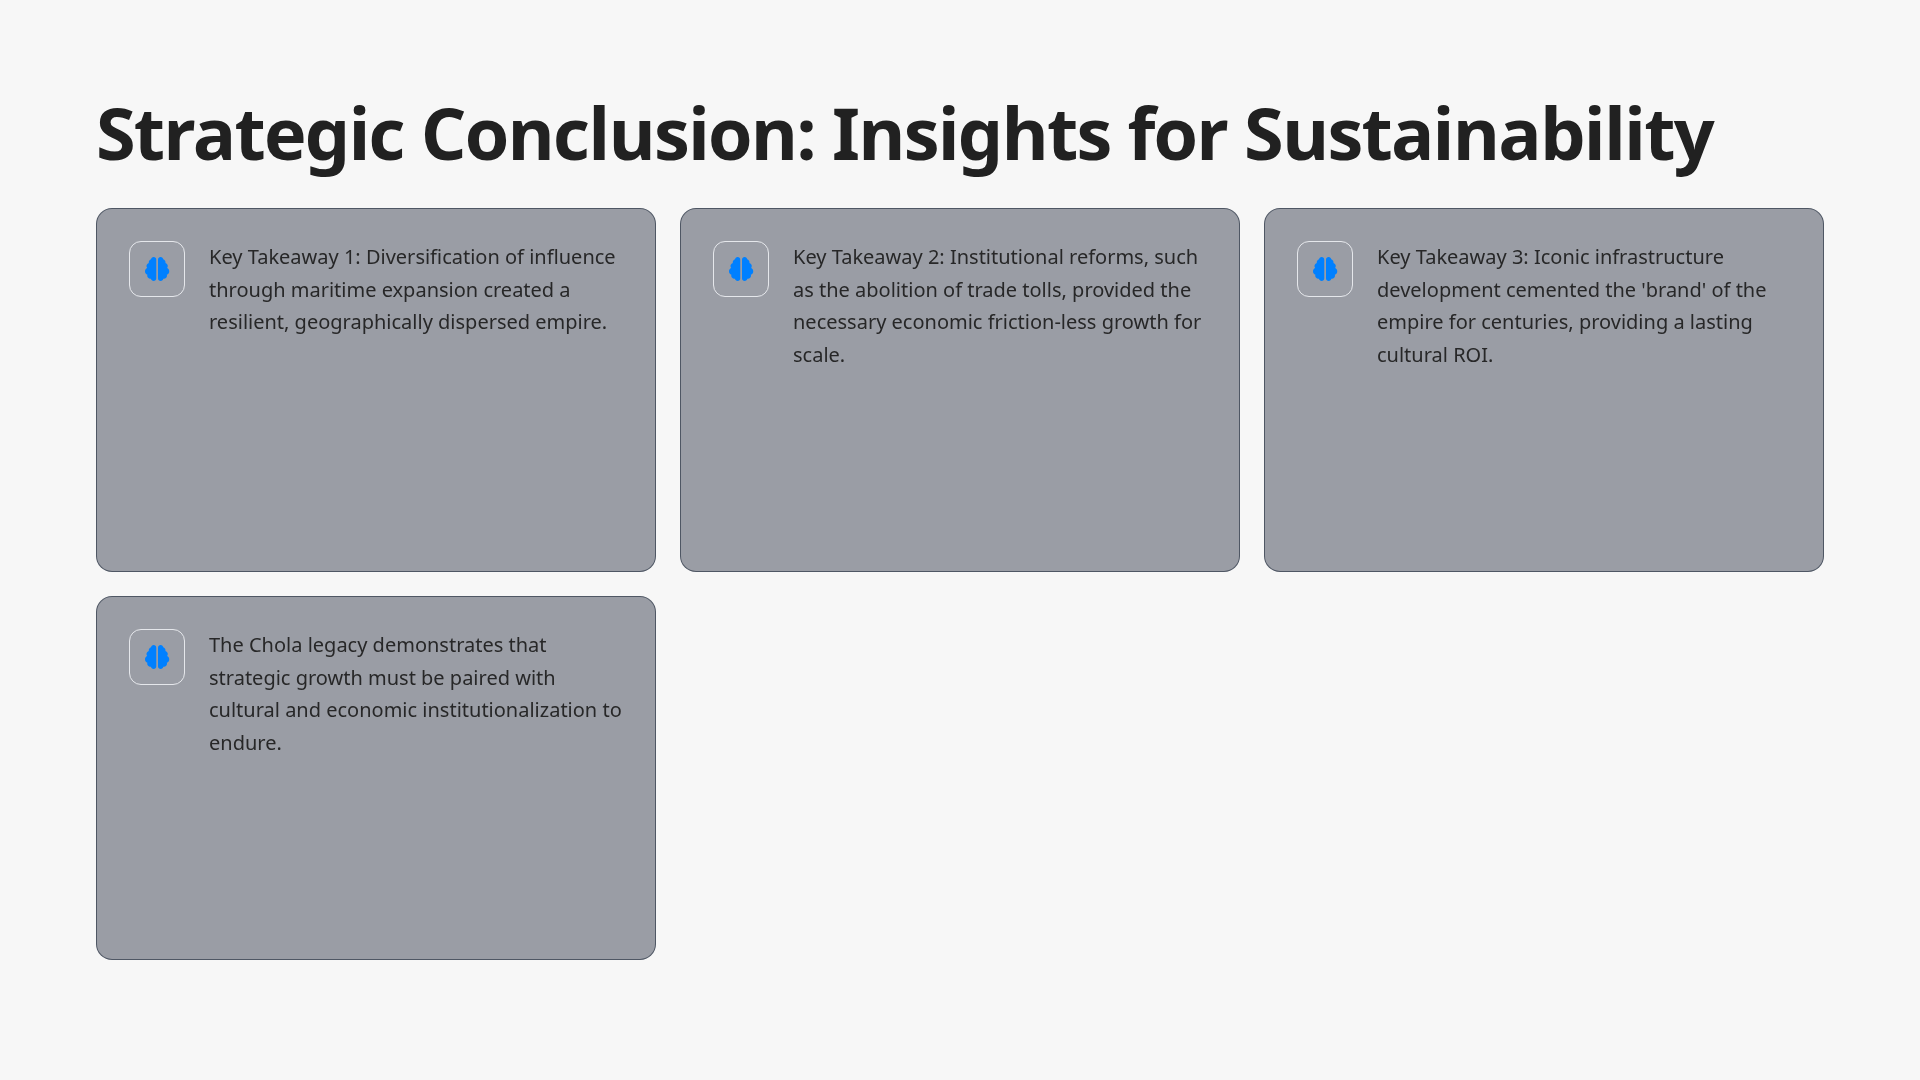 Strategic Conclusion: Insights for Sustainability
Key Takeaway 1: Diversification of influence
through maritime expansion created a
resilient, geographically dispersed empire.
Key Takeaway 2: Institutional reforms, such
as the abolition of trade tolls, provided the
necessary economic friction-less growth for
scale.
Key Takeaway 3: Iconic infrastructure
development cemented the 'brand' of the
empire for centuries, providing a lasting
cultural ROI.
The Chola legacy demonstrates that
strategic growth must be paired with
cultural and economic institutionalization to
endure.